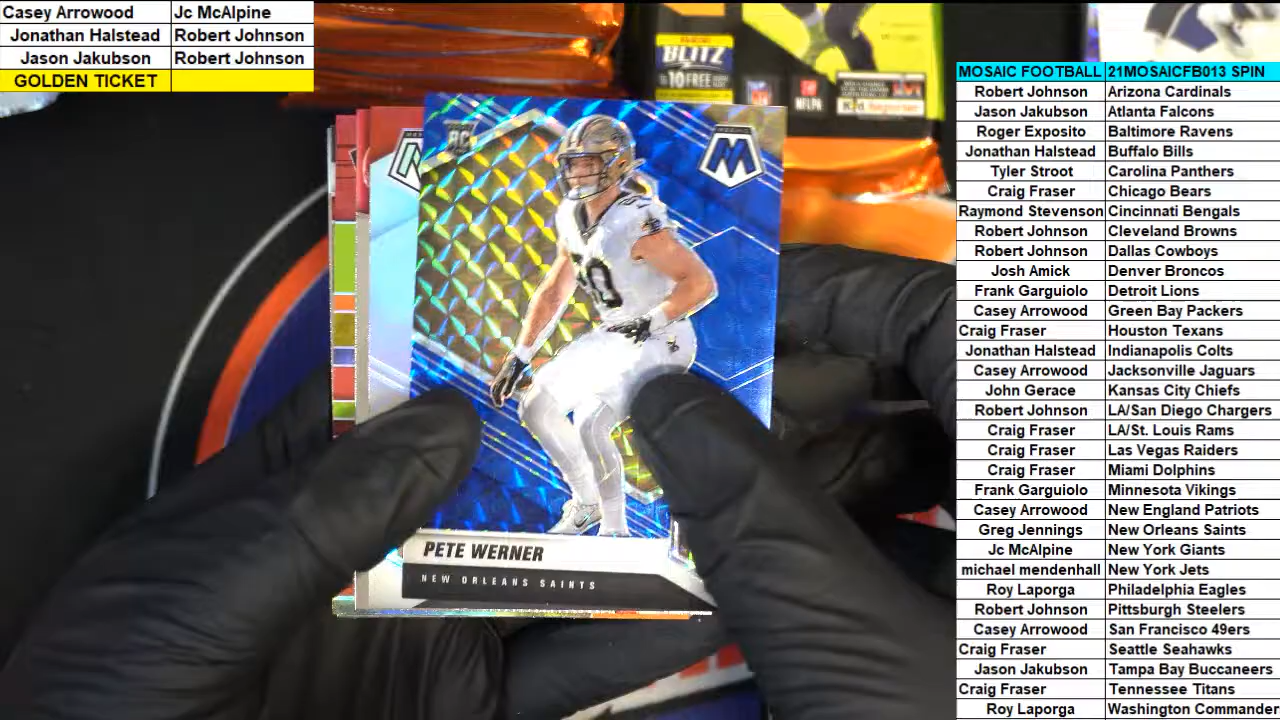 Casey Arrowood Jc McAlpine
Jonathan Halstead Robert Johnson
Jason Jakubson Robert Johnson
GOLDEN TICKET
PANINI
BLITZ
10 FREE
NFL
NFLPA
RC
PETE WERNER
NEW ORLEANS SAINTS
MOSAIC FOOTBALL 21MOSAICFB013 SPIN
Robert Johnson Arizona Cardinals
Jason Jakubson Atlanta Falcons
Roger Exposito Baltimore Ravens
Jonathan Halstead Buffalo Bills
Tyler Stroot Carolina Panthers
Craig Fraser Chicago Bears
Raymond Stevenson Cincinnati Bengals
Robert Johnson Cleveland Browns
Robert Johnson Dallas Cowboys
Josh Amick Denver Broncos
Frank Garguiolo Detroit Lions
Casey Arrowood Green Bay Packers
Craig Fraser Houston Texans
Jonathan Halstead Indianapolis Colts
Casey Arrowood Jacksonville Jaguars
John Gerace Kansas City Chiefs
Robert Johnson LA/San Diego Chargers
Craig Fraser LA/St. Louis Rams
Craig Fraser Las Vegas Raiders
Craig Fraser Miami Dolphins
Frank Garguiolo Minnesota Vikings
Casey Arrowood New England Patriots
Greg Jennings New Orleans Saints
Jc McAlpine New York Giants
michael mendenhall New York Jets
Roy Laporga Philadelphia Eagles
Robert Johnson Pittsburgh Steelers
Casey Arrowood San Francisco 49ers
Craig Fraser Seattle Seahawks
Jason Jakubson Tampa Bay Buccaneers
Craig Fraser Tennessee Titans
Roy Laporga Washington Commander